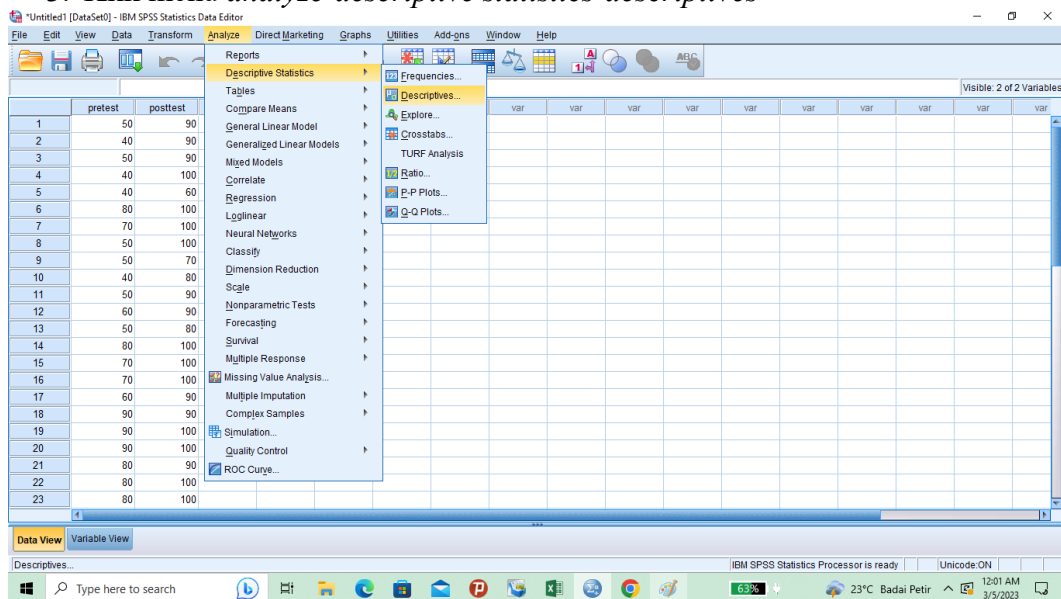 analyze-descriptive statistics-descriptives
*Untitled1 [DataSet0] - IBM SPSS Statistics Data Editor
File Edit View Data Transform Analyze Direct Marketing Graphs Utilities Add-ons Window Help
Visible: 2 of 2 Variables
pretest posttest var var var var var var var var var
1 50 90
2 40 90
3 50 90
4 40 100
5 40 60
6 80 100
7 70 100
8 50 100
9 50 70
10 40 80
11 50 90
12 60 90
13 50 80
14 80 100
15 70 100
16 70 100
17 60 90
18 90 90
19 90 100
20 90 100
21 80 90
22 80 100
23 80 100
Reports
Descriptive Statistics
Tables
Compare Means
General Linear Model
Generalized Linear Models
Mixed Models
Correlate
Regression
Loglinear
Neural Networks
Classify
Dimension Reduction
Scale
Nonparametric Tests
Forecasting
Survival
Multiple Response
Missing Value Analysis...
Multiple Imputation
Complex Samples
Simulation...
Quality Control
ROC Curve...
Frequencies...
Descriptives...
Explore...
Crosstabs...
TURF Analysis
Ratio...
P-P Plots...
Q-Q Plots...
Data View Variable View
Descriptives... IBM SPSS Statistics Processor is ready Unicode:ON
Type here to search 63% 23°C Badai Petir 12:01 AM
3/5/2023